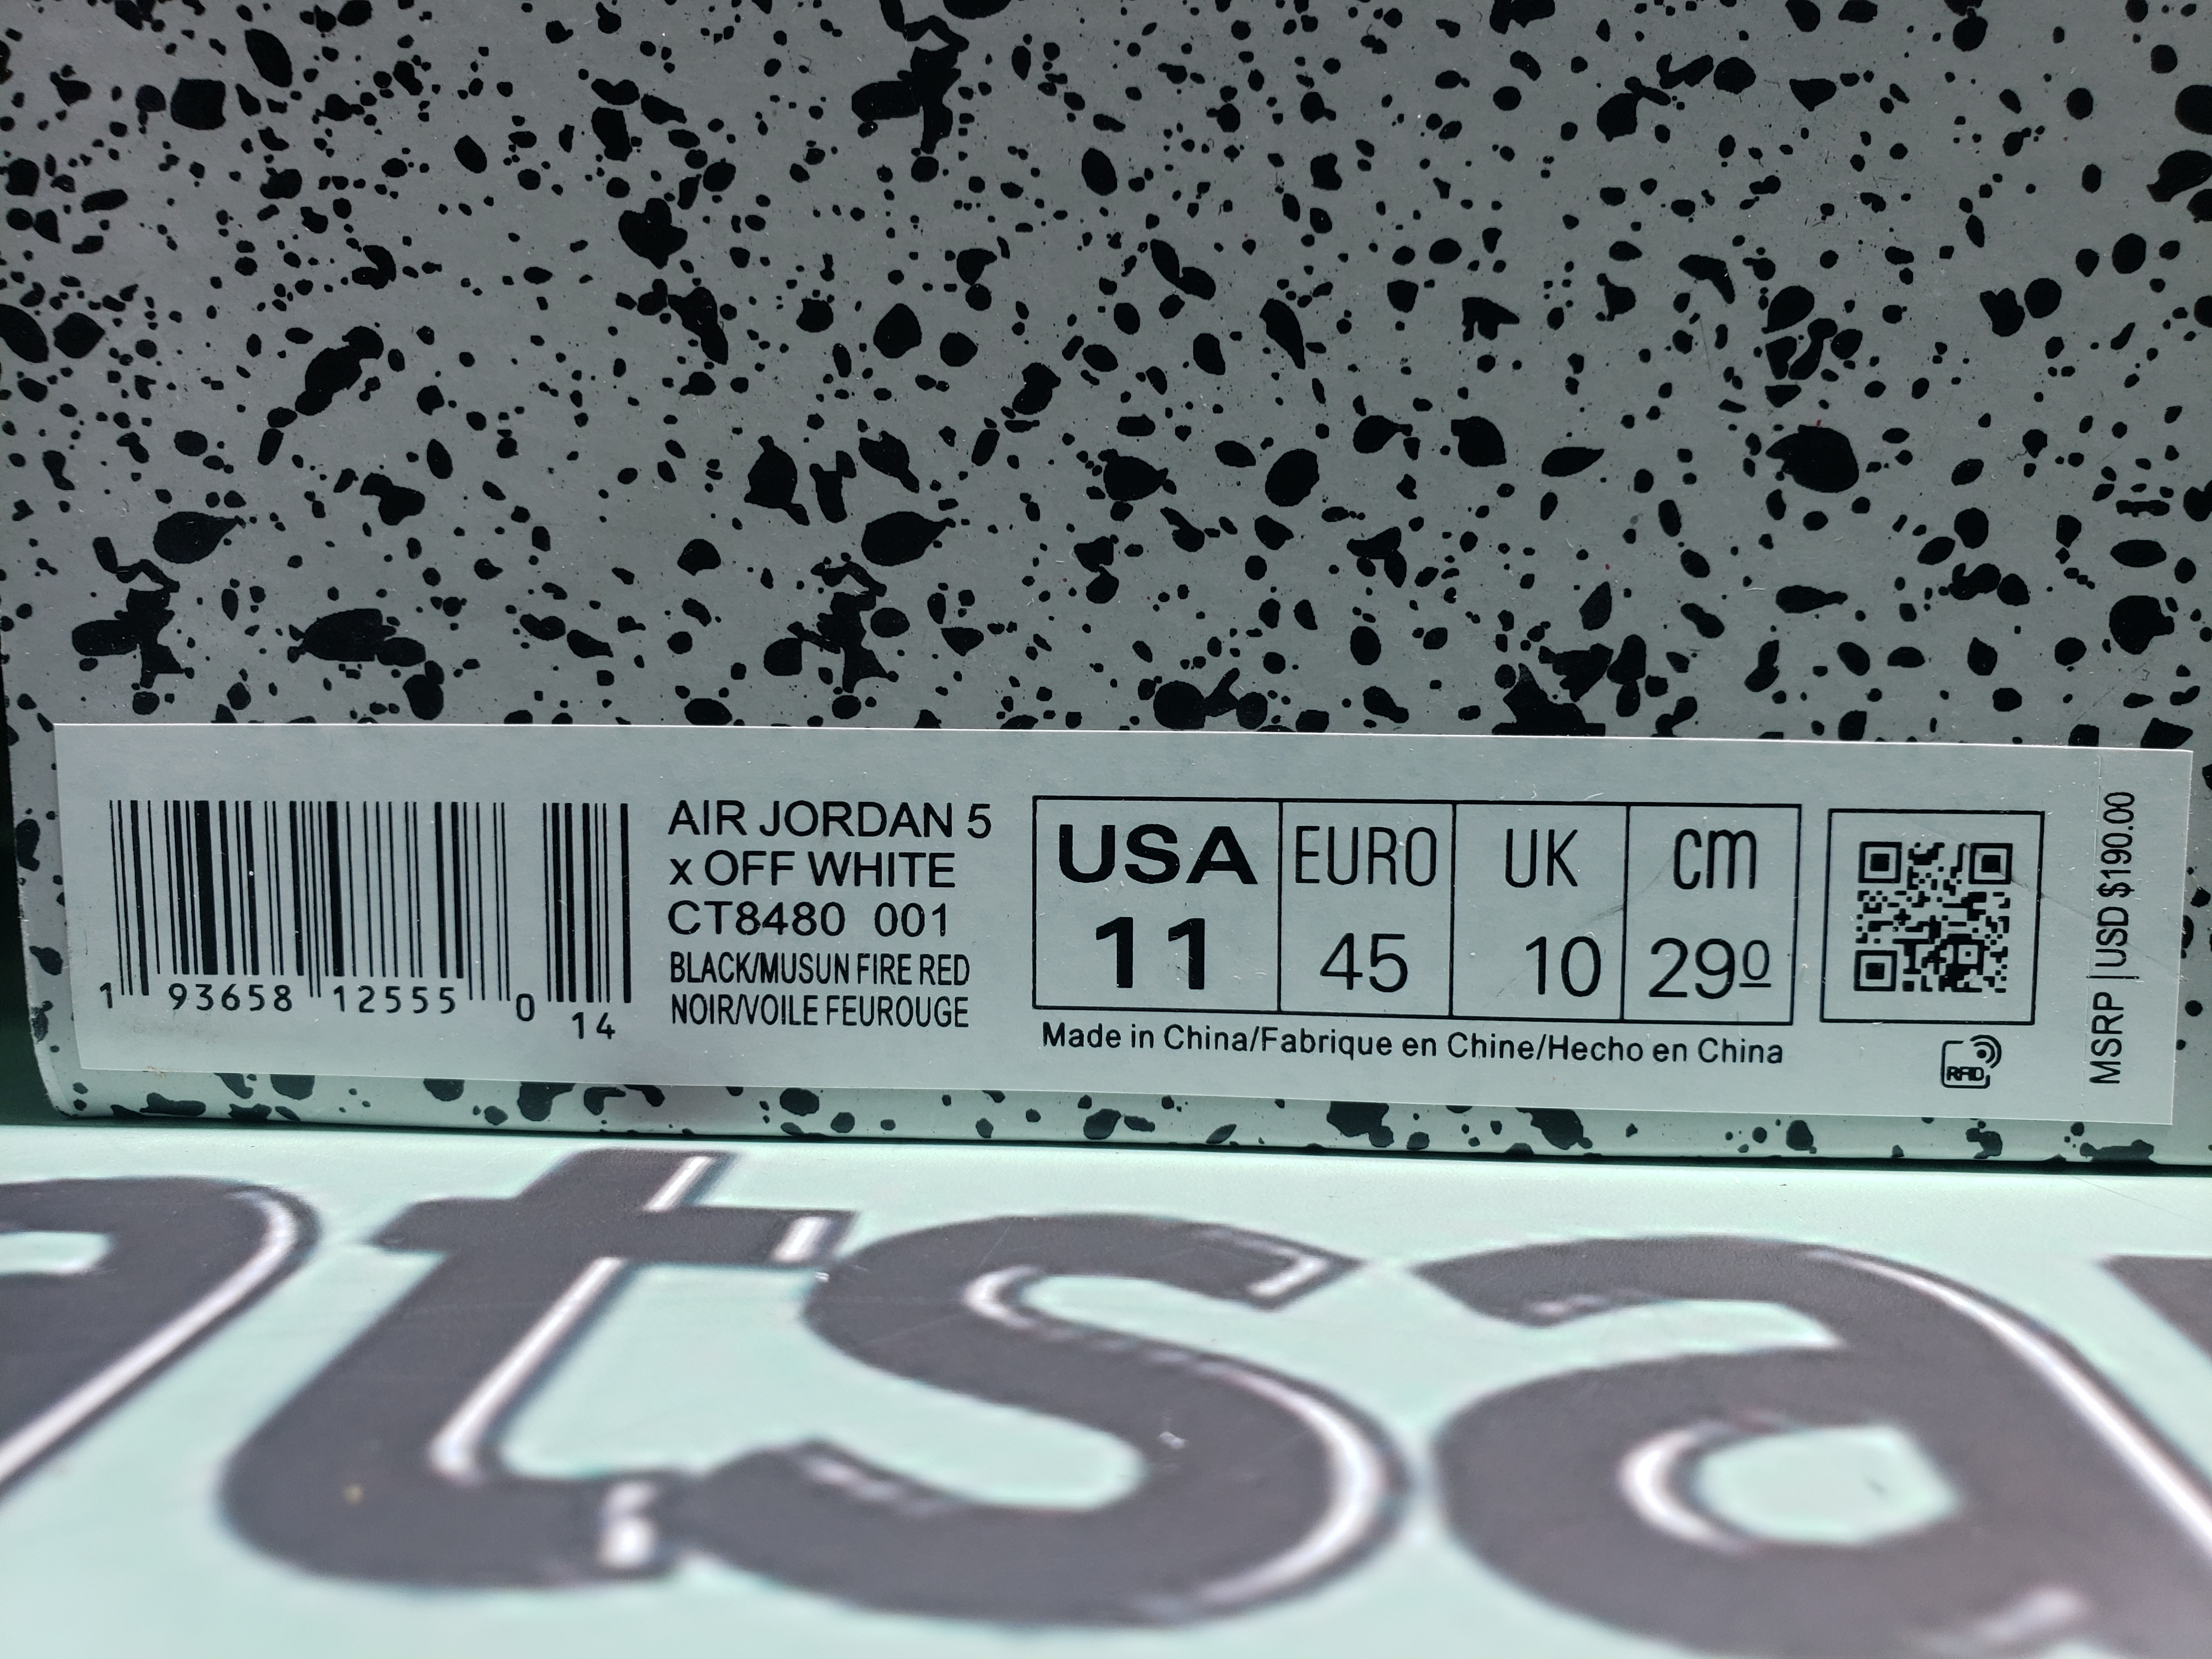 AIR JORDAN 5
x OFF WHITE
CT8480 001
BLACK/MUSUN FIRE RED
NOIR/VOILE FEUROUGE
1 93658 12555 0 14
USA EURO UK cm
11 45 10 290
Made in China/Fabrique en Chine/Hecho en China
RFID
MSRP | USD $190.00
tsa